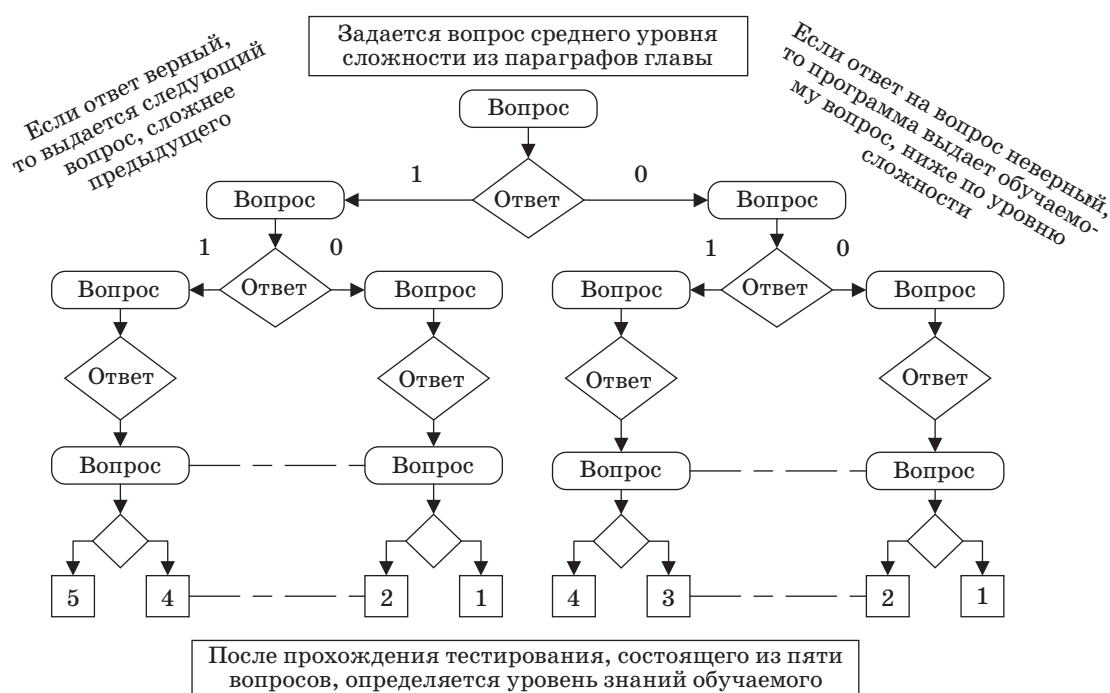 Задается вопрос среднего уровня
сложности из параграфов главы
Если ответ верный,
то выдается следующий
вопрос, сложнее
предыдущего
Если ответ на вопрос неверный,
то программа выдает обучаемо-
му вопрос, ниже по уровню
сложности
Вопрос
1 0
Вопрос Ответ Вопрос
1 0 1 0
Вопрос Ответ Вопрос Вопрос Ответ Вопрос
Ответ Ответ Ответ Ответ
Вопрос Вопрос Вопрос Вопрос
5 4 2 1 4 3 2 1
После прохождения тестирования, состоящего из пяти
вопросов, определяется уровень знаний обучаемого